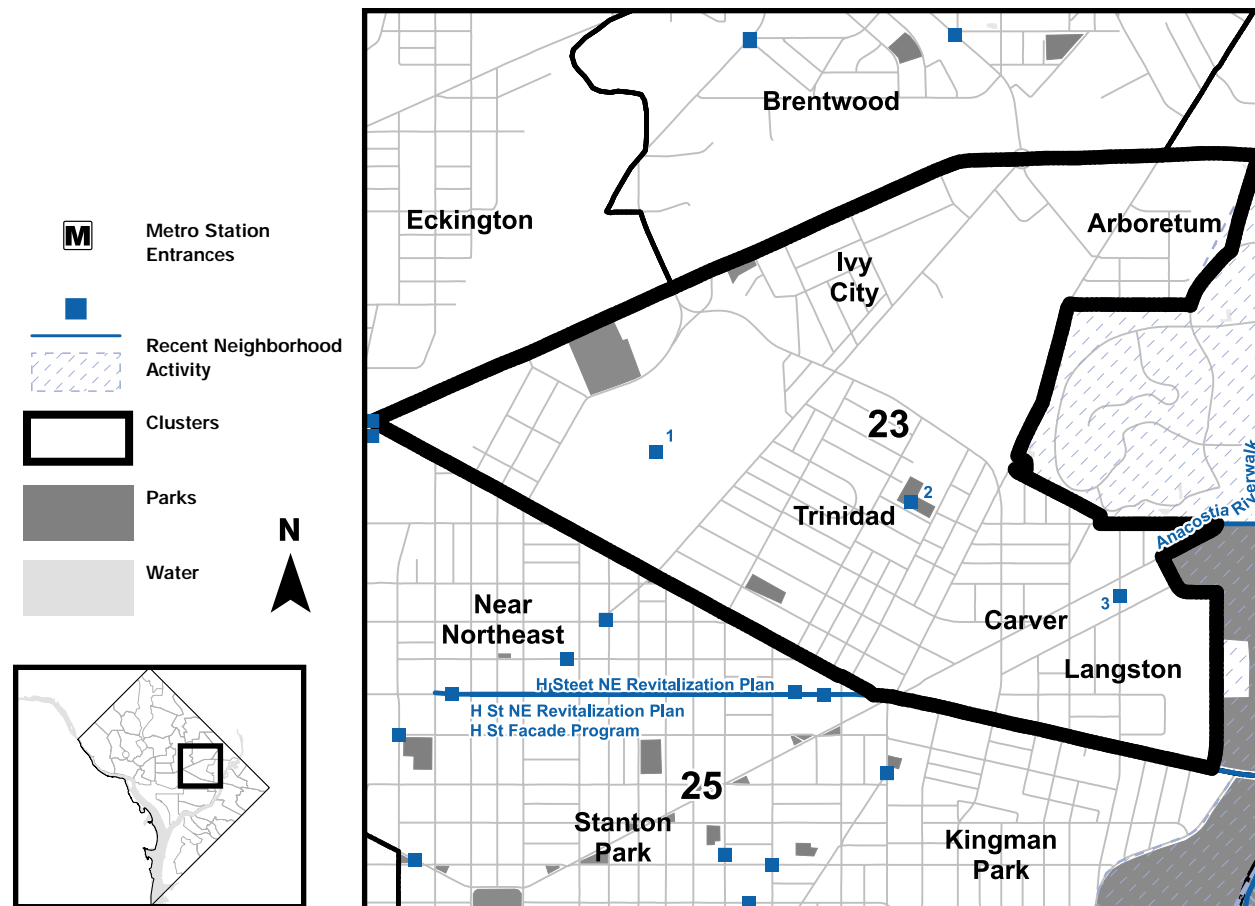 M
Metro Station
Entrances
Recent Neighborhood
Activity
Clusters
Parks
Water
N
Brentwood
Eckington
Arboretum
Ivy
City
23
1
2
Trinidad
Anacostia Riverwalk
3
Near
Northeast
Carver
Langston
H Steet NE Revitalization Plan
H St NE Revitalization Plan
H St Facade Program
25
Stanton
Park
Kingman
Park